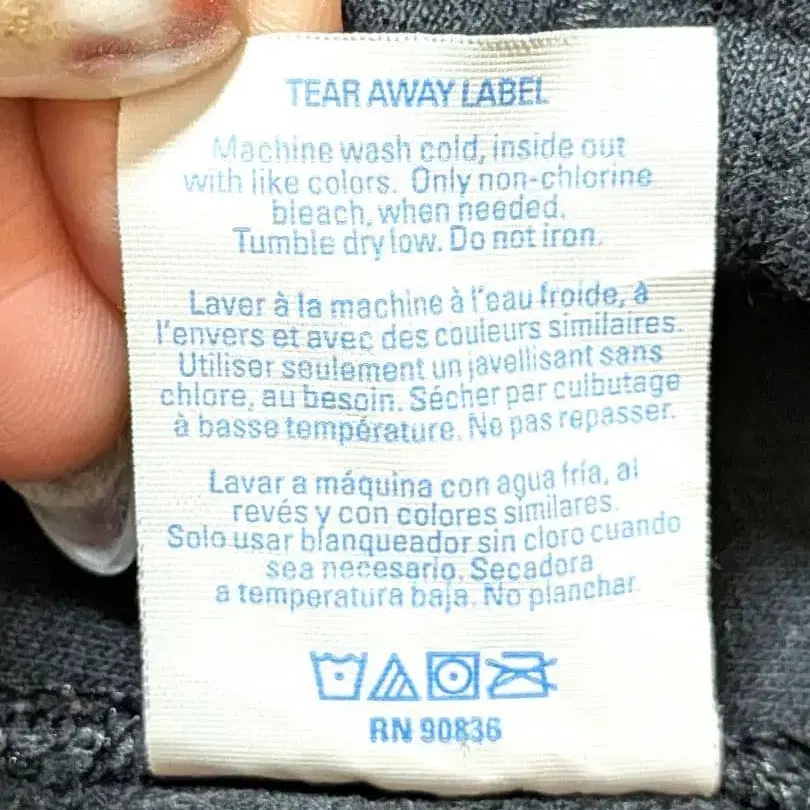 TEAR AWAY LABEL
Machine wash cold, inside out
with like colors. Only non-chlorine
bleach, when needed.
Tumble dry low. Do not iron.
Laver à la machine à l'eau froide, à
l'envers et avec des couleurs similaires.
Utiliser seulement un javellisant sans
chlore, au besoin. Sécher par culbutage
à basse température. Ne pas repasser.
Lavar a máquina con agua fría, al
revés y con colores similares.
Solo usar blanqueador sin cloro cuando
sea necesario. Secadora
a temperatura baja. No planchar.
RN 90836